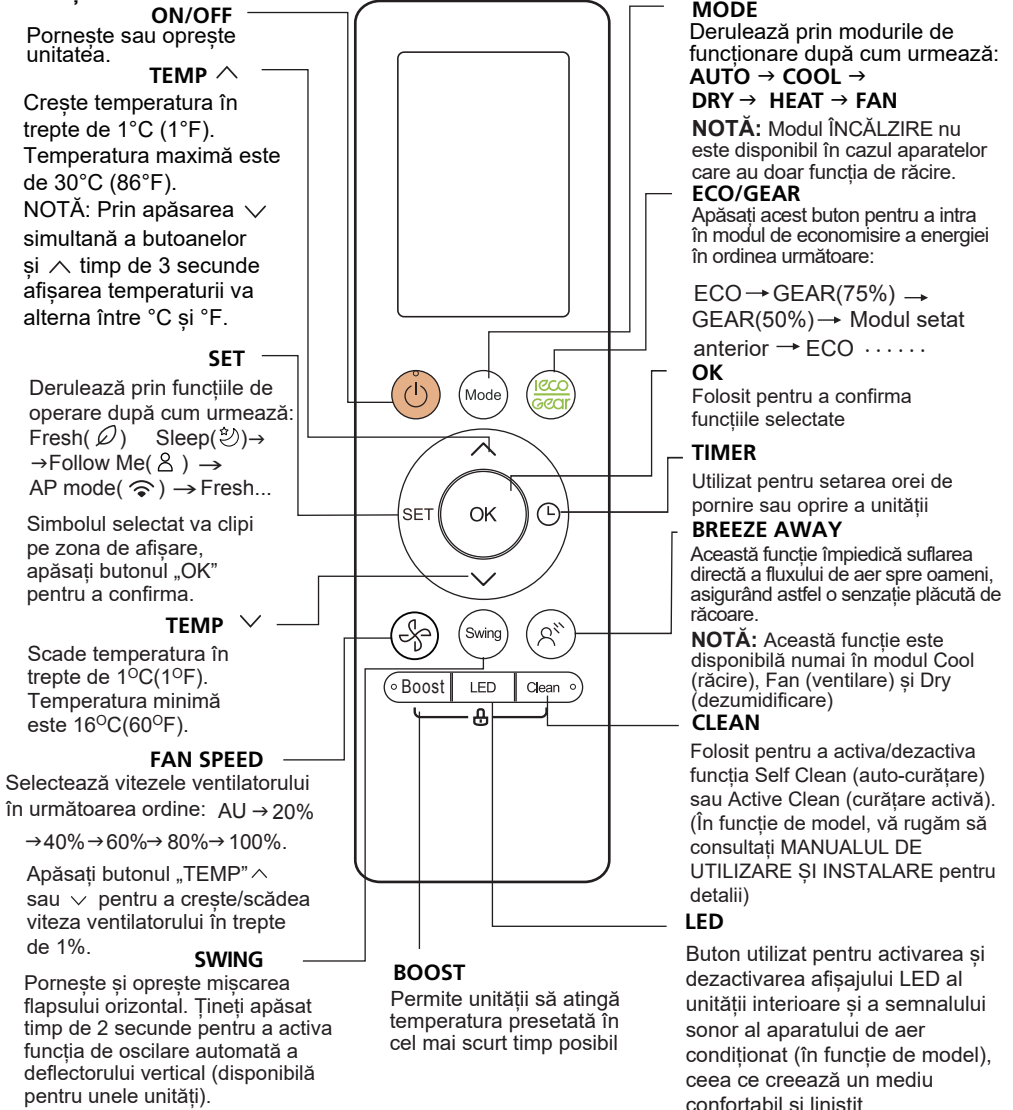 ON/OFF
Pornește sau oprește
unitatea.
TEMP ︿
Crește temperatura în
trepte de 1°C (1°F).
Temperatura maximă este
de 30°C (86°F).
NOTĂ: Prin apăsarea ﹀
simultană a butoanelor
și ︿ timp de 3 secunde
afișarea temperaturii va
alterna între °C și °F.
SET
Derulează prin funcțiile de
operare după cum urmează:
Fresh( ) Sleep( )→
→Follow Me( ) →
AP mode( ) → Fresh...
Simbolul selectat va clipi
pe zona de afișare,
apăsați butonul „OK”
pentru a confirma.
TEMP ﹀
Scade temperatura în
trepte de 1ᴼC(1ᴼF).
Temperatura minimă
este 16ᴼC(60ᴼF).
FAN SPEED
Selectează vitezele ventilatorului
în următoarea ordine: AU → 20%
→40%→60%→ 80%→ 100%.
Apăsați butonul „TEMP” ︿
sau ﹀ pentru a crește/scădea
viteza ventilatorului în trepte
de 1%.
SWING
Pornește și oprește mișcarea
flapsului orizontal. Țineți apăsat
timp de 2 secunde pentru a activa
funcția de oscilare automată a
deflectorului vertical (disponibilă
pentru unele unități).
Mode
ieco
Gear
SET
OK
Swing
Boost
LED
Clean
BOOST
Permite unității să atingă
temperatura presetată în
cel mai scurt timp posibil
MODE
Derulează prin modurile de
funcționare după cum urmează:
AUTO → COOL →
DRY → HEAT → FAN
NOTĂ: Modul ÎNCĂLZIRE nu
este disponibil în cazul aparatelor
care au doar funcția de răcire.
ECO/GEAR
Apăsați acest buton pentru a intra
în modul de economisire a energiei
în ordinea următoare:
ECO → GEAR(75%) →
GEAR(50%) → Modul setat
anterior → ECO ······
OK
Folosit pentru a confirma
funcțiile selectate
TIMER
Utilizat pentru setarea orei de
pornire sau oprire a unității
BREEZE AWAY
Această funcție împiedică suflarea
directă a fluxului de aer spre oameni,
asigurând astfel o senzație plăcută de
răcoare.
NOTĂ: Această funcție este
disponibilă numai în modul Cool
(răcire), Fan (ventilare) și Dry
(dezumidificare)
CLEAN
Folosit pentru a activa/dezactiva
funcția Self Clean (auto-curățare)
sau Active Clean (curățare activă).
(În funcție de model, vă rugăm să
consultați MANUALUL DE
UTILIZARE ȘI INSTALARE pentru
detalii)
LED
Buton utilizat pentru activarea și
dezactivarea afișajului LED al
unității interioare și a semnalului
sonor al aparatului de aer
condiționat (în funcție de model),
ceea ce creează un mediu
confortabil și liniștit